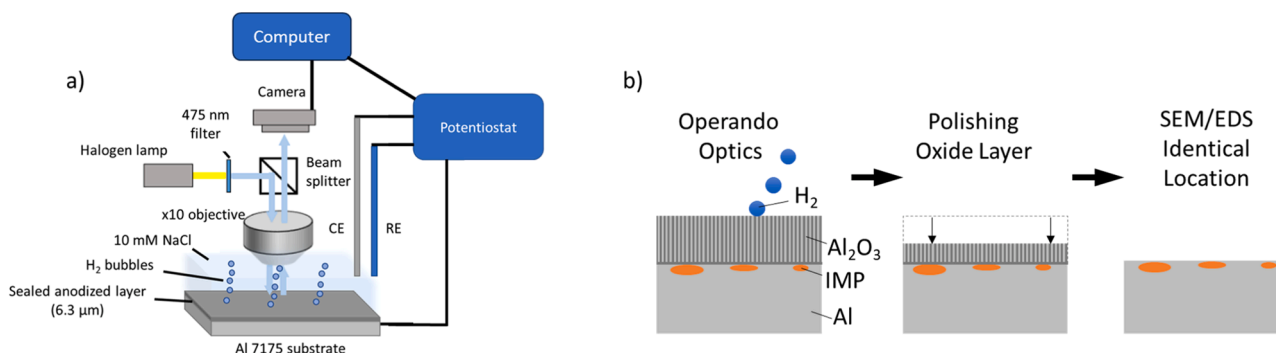 a)
Computer
Camera
475 nm
filter
Halogen lamp
Beam
splitter
Potentiostat
x10 objective
CE
RE
10 mM NaCl
H₂ bubbles
Sealed anodized layer
(6.3 μm)
Al 7175 substrate
b)
Operando
Optics
Polishing
Oxide Layer
SEM/EDS
Identical
Location
H₂
Al₂O₃
IMP
Al